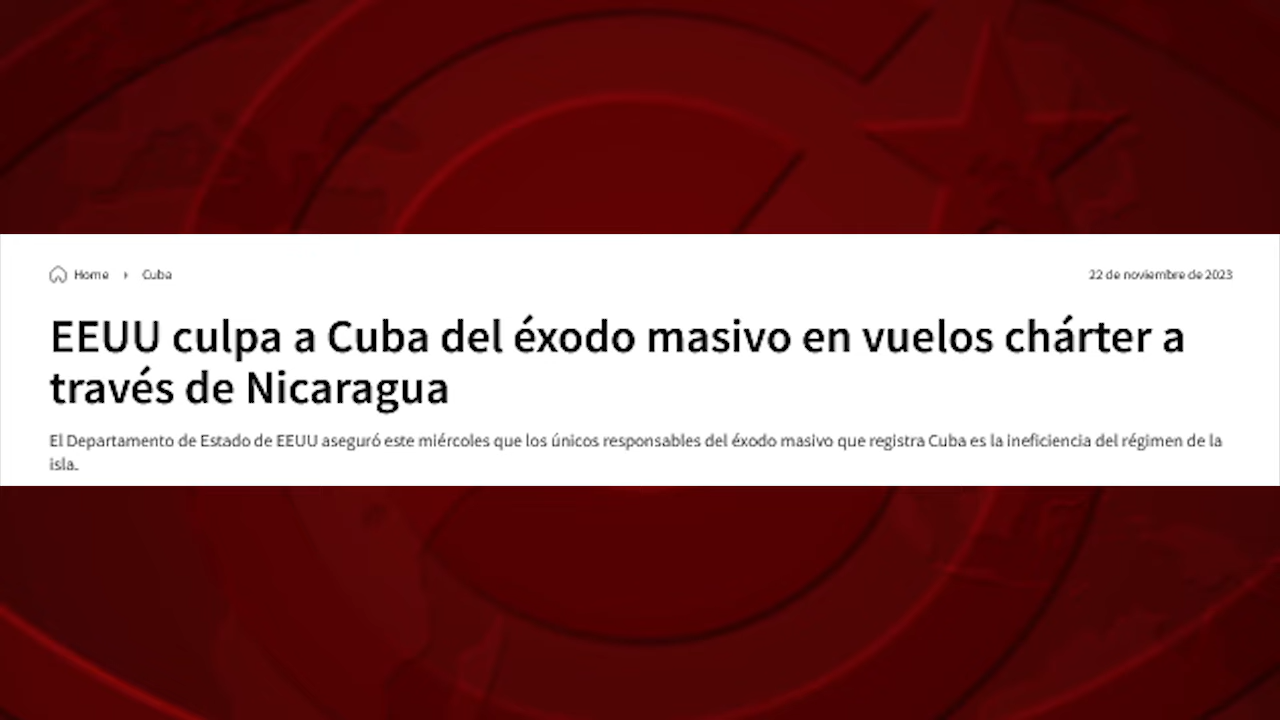 Home › Cuba
22 de noviembre de 2023
EEUU culpa a Cuba del éxodo masivo en vuelos chárter a
través de Nicaragua
El Departamento de Estado de EEUU aseguró este miércoles que los únicos responsables del éxodo masivo que registra Cuba es la ineficiencia del régimen de la
isla.